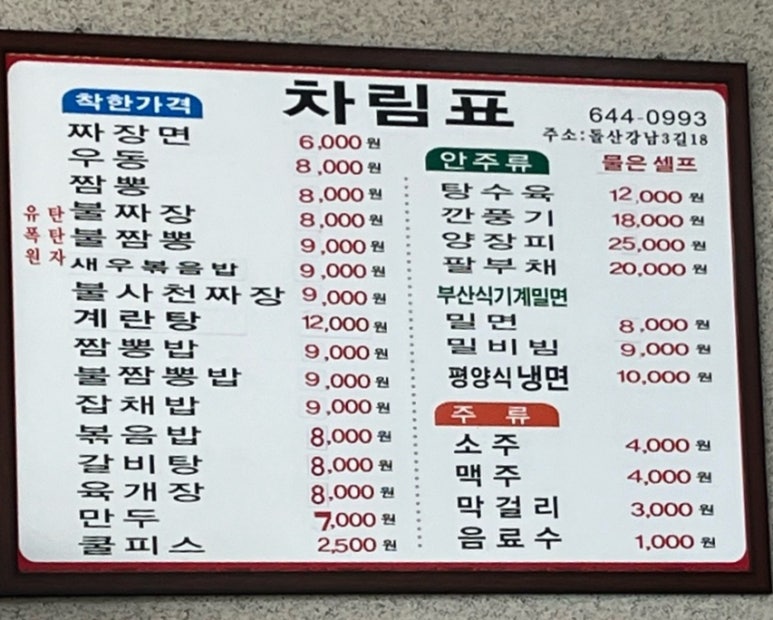 차림표
644-0993
주소:돌산강남3길18
착한가격
짜장면 6,000원
우동 8,000원
짬뽕 8,000원
불짜장 8,000원
불짬뽕 9,000원
유탄
폭탄
원자
새우볶음밥 9,000원
불사천짜장 9,000원
계란탕 12,000원
짬뽕밥 9,000원
불짬뽕밥 9,000원
잡채밥 9,000원
볶음밥 8,000원
갈비탕 8,000원
육개장 8,000원
만두 7,000원
쿨피스 2,500원
안주류 물은셀프
탕수육 12,000원
깐풍기 18,000원
양장피 25,000원
팔부채 20,000원
부산식기계밀면
밀면 8,000원
밀비빔 9,000원
평양식냉면 10,000원
주류
소주 4,000원
맥주 4,000원
막걸리 3,000원
음료수 1,000원